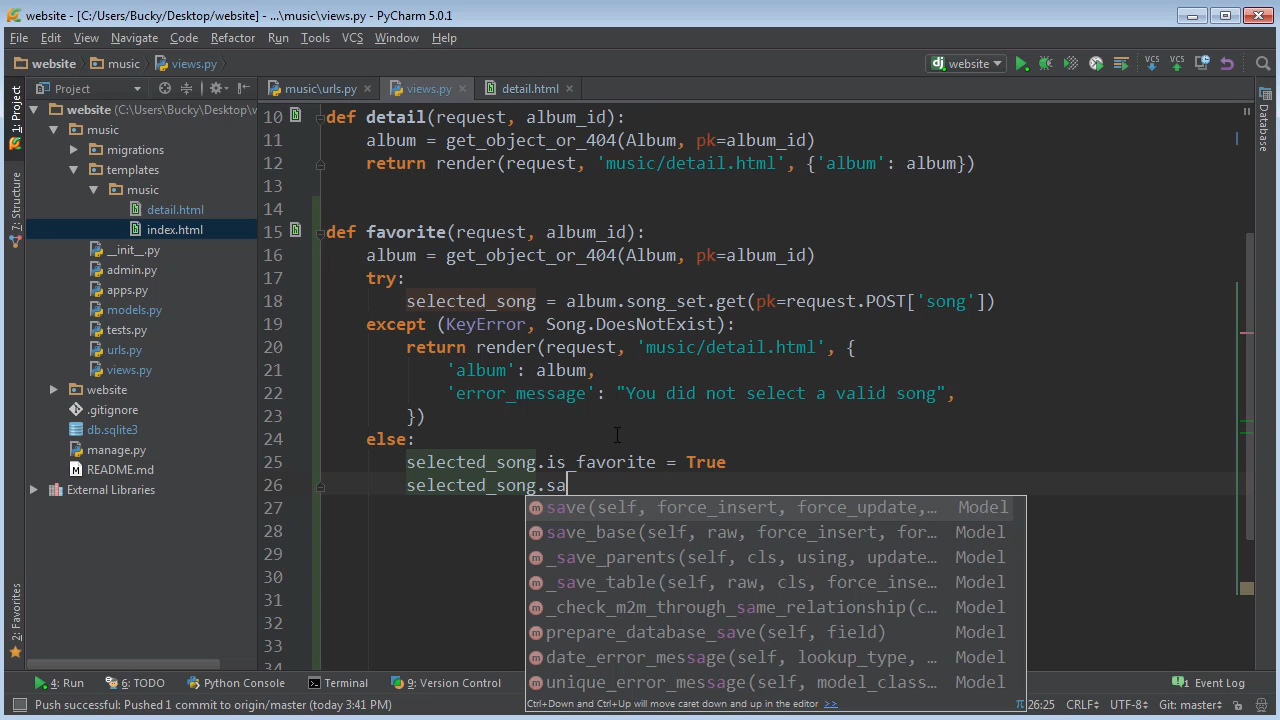 website - [C:/Users/Bucky/Desktop/website] - ...\music\views.py - PyCharm 5.0.1
File Edit View Navigate Code Refactor Run Tools VCS Window Help
website music views.py
website VCS VCS
Project
music\urls.py views.py detail.html
1: Project
7: Structure
2: Favorites
Database
website (C:\Users\Bucky\Desktop\w
music
migrations
templates
music
detail.html
index.html
__init__.py
admin.py
apps.py
models.py
tests.py
urls.py
views.py
website
.gitignore
db.sqlite3
manage.py
README.md
External Libraries
10 def detail(request, album_id):
11 album = get_object_or_404(Album, pk=album_id)
12 return render(request, 'music/detail.html', {'album': album})
13
14
15 def favorite(request, album_id):
16 album = get_object_or_404(Album, pk=album_id)
17 try:
18 selected_song = album.song_set.get(pk=request.POST['song'])
19 except (KeyError, Song.DoesNotExist):
20 return render(request, 'music/detail.html', {
21 'album': album,
22 'error_message': "You did not select a valid song",
23 })
24 else:
25 selected_song.is_favorite = True
26 selected_song.sa
27
28
29
30
31
32
33
34
m save(self, force_insert, force_update,… Model
m save_base(self, raw, force_insert, for… Model
m _save_parents(self, cls, using, update… Model
m _save_table(self, raw, cls, force_inse… Model
m _check_m2m_through_same_relationship(c… Model
m prepare_database_save(self, field) Model
m date_error_message(self, lookup_type, … Model
m unique_error_message(self, model_class… Model
Ctrl+Down and Ctrl+Up will move caret down and up in the editor >> π
4: Run 6: TODO Python Console Terminal 9: Version Control 1 Event Log
Push successful: Pushed 1 commit to origin/master (today 3:41 PM) 26:25 CRLF÷ UTF-8÷ Git: master÷